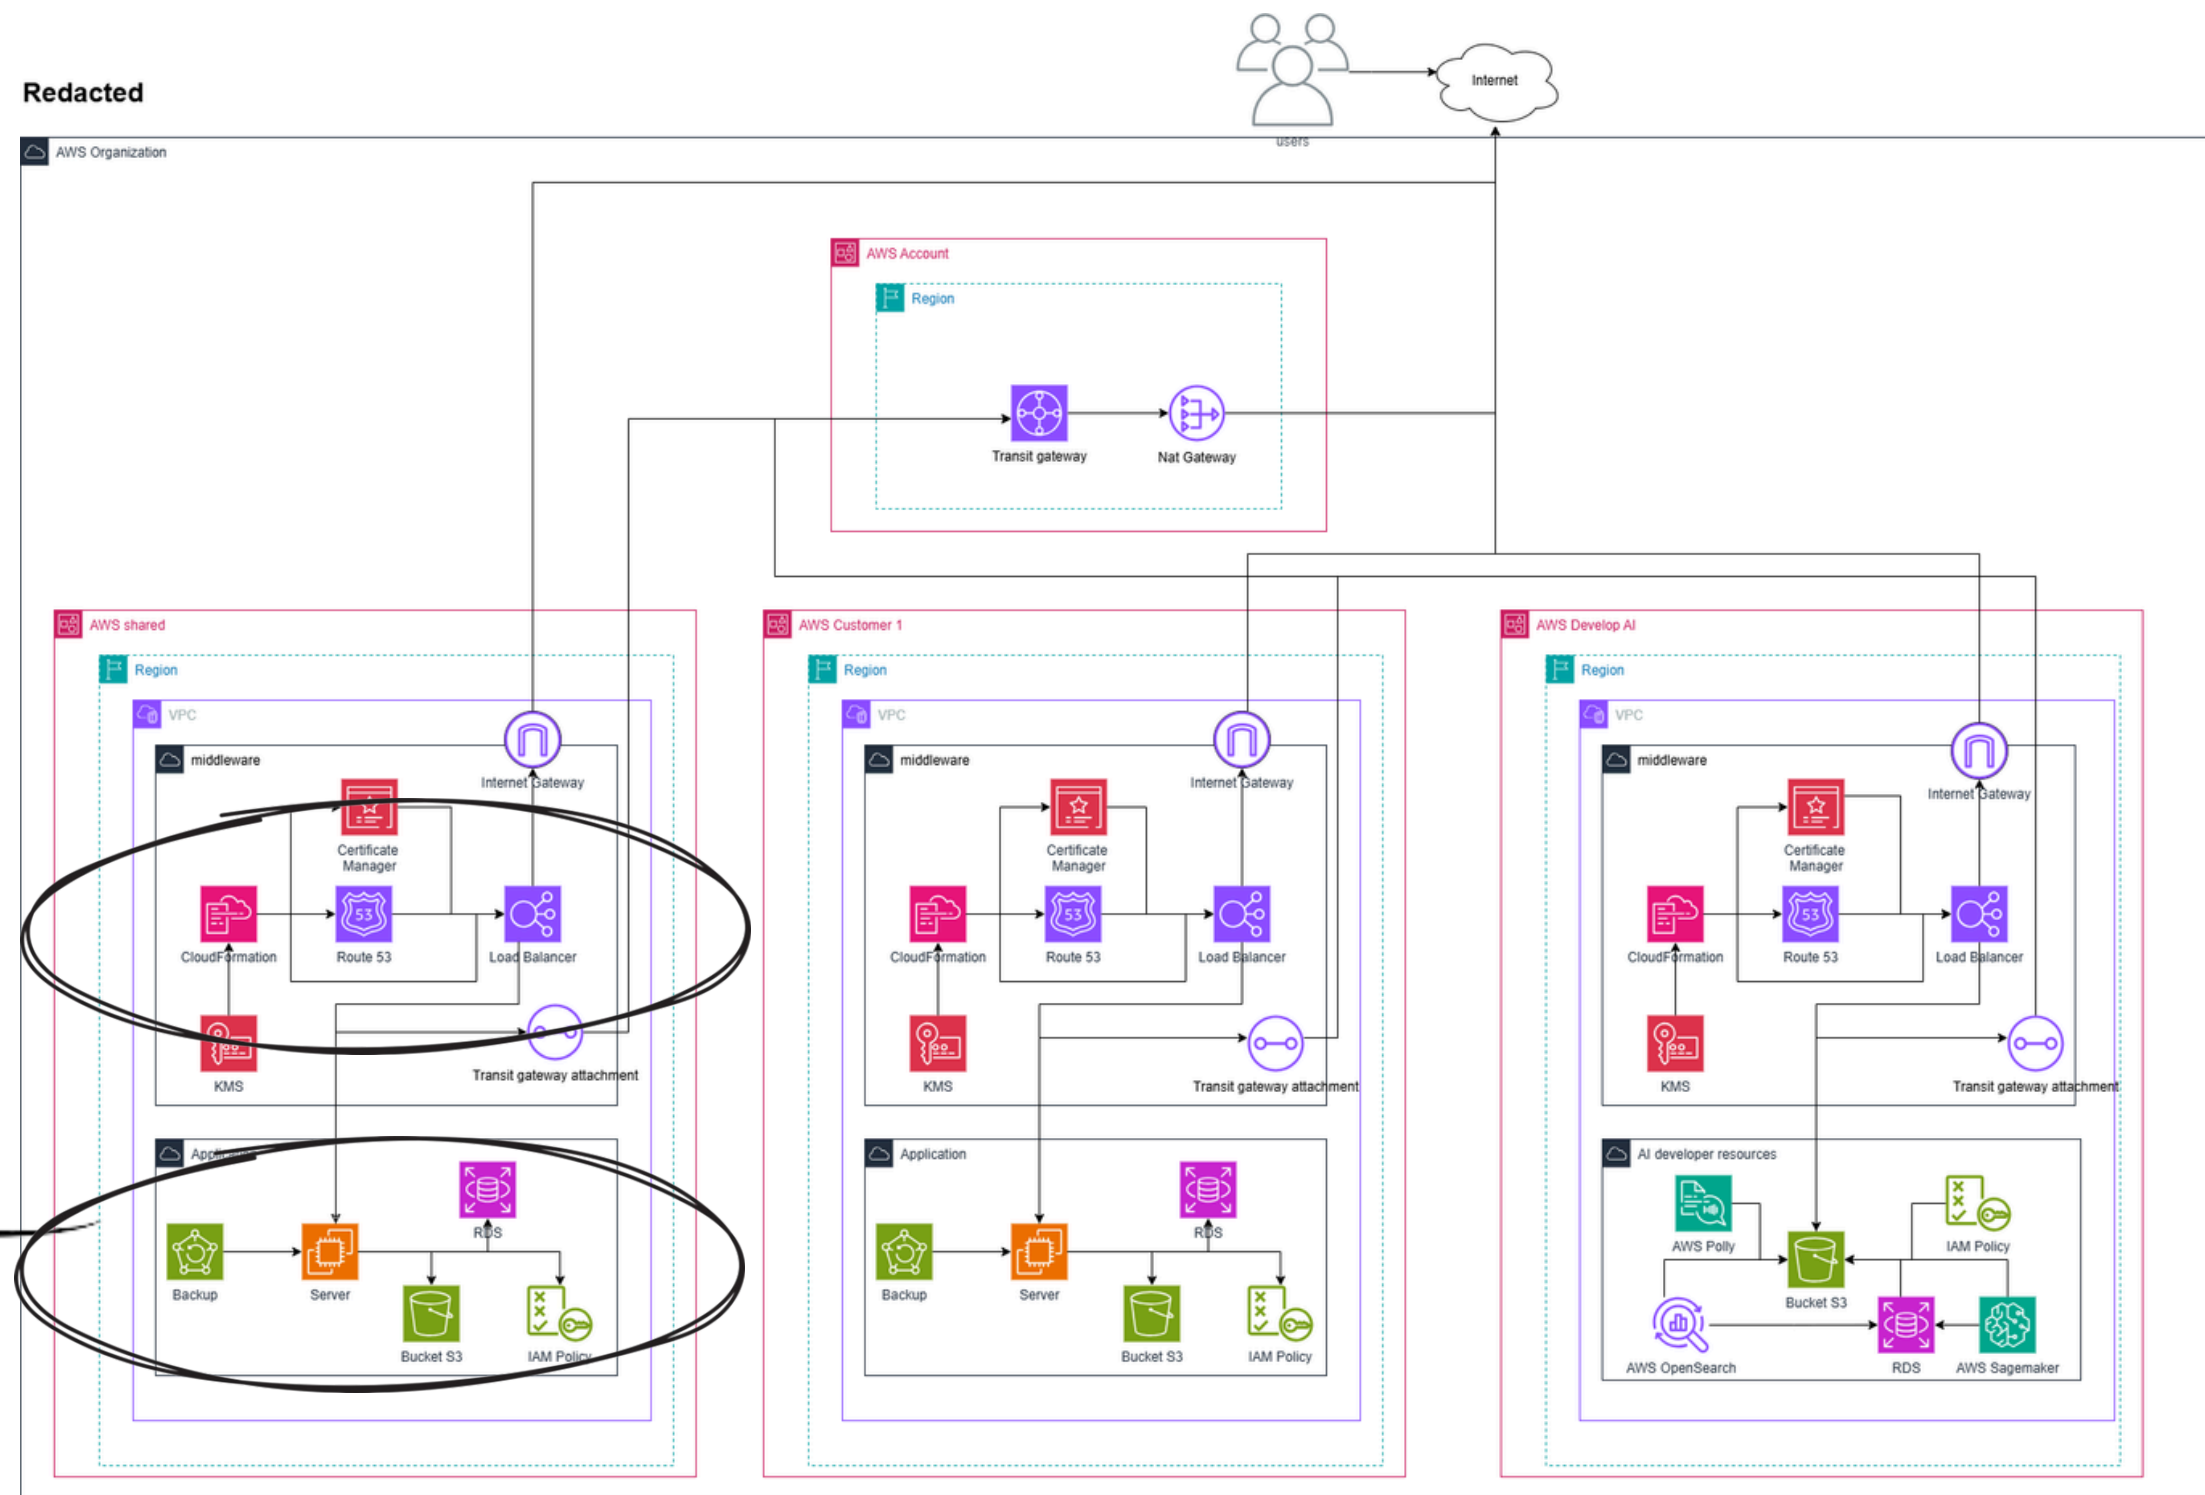 users
Internet
Redacted
AWS Organization
AWS Account
Region
Transit gateway
Nat Gateway
AWS shared
Region
VPC
middleware
Internet Gateway
Certificate
Manager
CloudFormation
53
Route 53
Load Balancer
KMS
Transit gateway attachment
Application
RDS
Backup
Server
Bucket S3
IAM Policy
AWS Customer 1
Region
VPC
middleware
Internet Gateway
Certificate
Manager
CloudFormation
53
Route 53
Load Balancer
KMS
Transit gateway attachment
Application
RDS
Backup
Server
Bucket S3
IAM Policy
AWS Develop AI
Region
VPC
middleware
Internet Gateway
Certificate
Manager
CloudFormation
53
Route 53
Load Balancer
KMS
Transit gateway attachment
AI developer resources
AWS Polly
IAM Policy
Bucket S3
AWS OpenSearch
RDS
AWS Sagemaker